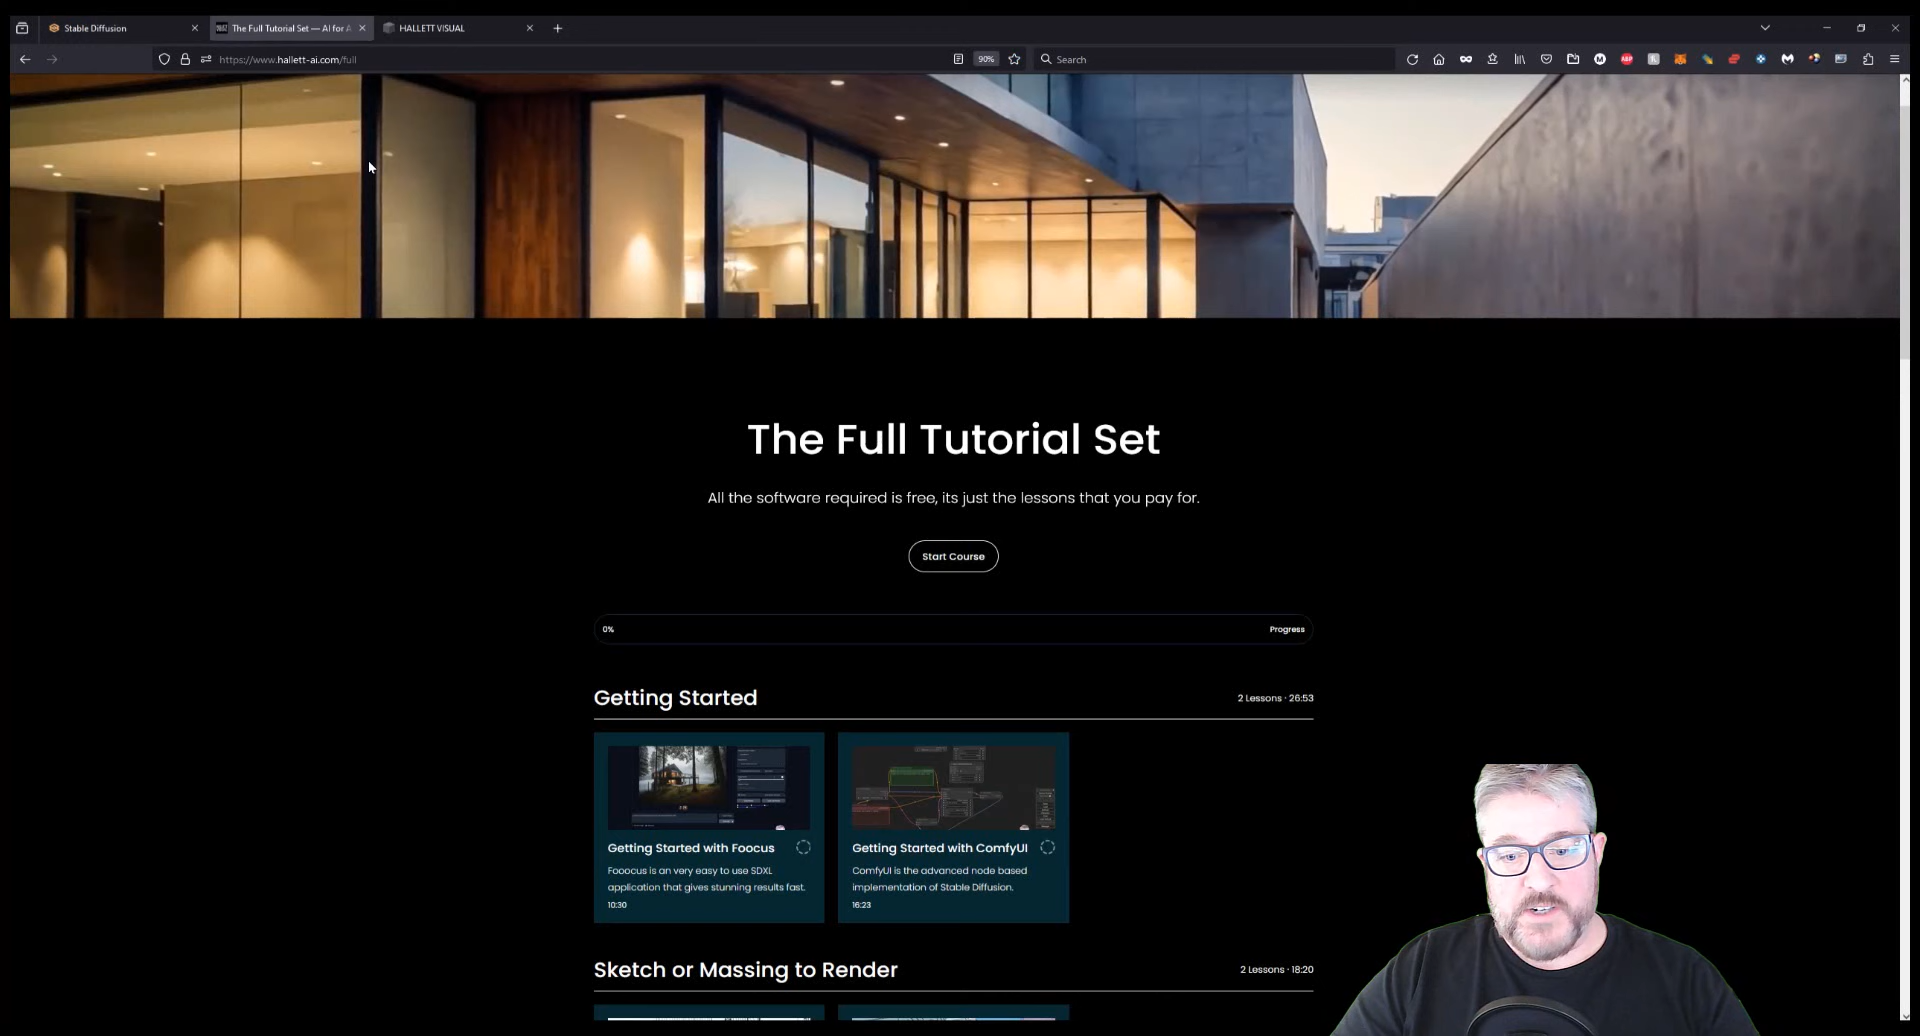 Stable Diffusion
The Full Tutorial Set — AI for A
HALLETT VISUAL
https://www.hallett-ai.com/full
90%
Search
The Full Tutorial Set
All the software required is free, its just the lessons that you pay for.
Start Course
0%
Progress
Getting Started
2 Lessons · 26:53
Getting Started with Foocus
Fooocus is an very easy to use SDXL
application that gives stunning results fast.
10:30
Getting Started with ComfyUI
ComfyUI is the advanced node based
implementation of Stable Diffusion.
16:23
Sketch or Massing to Render
2 Lessons · 18:20